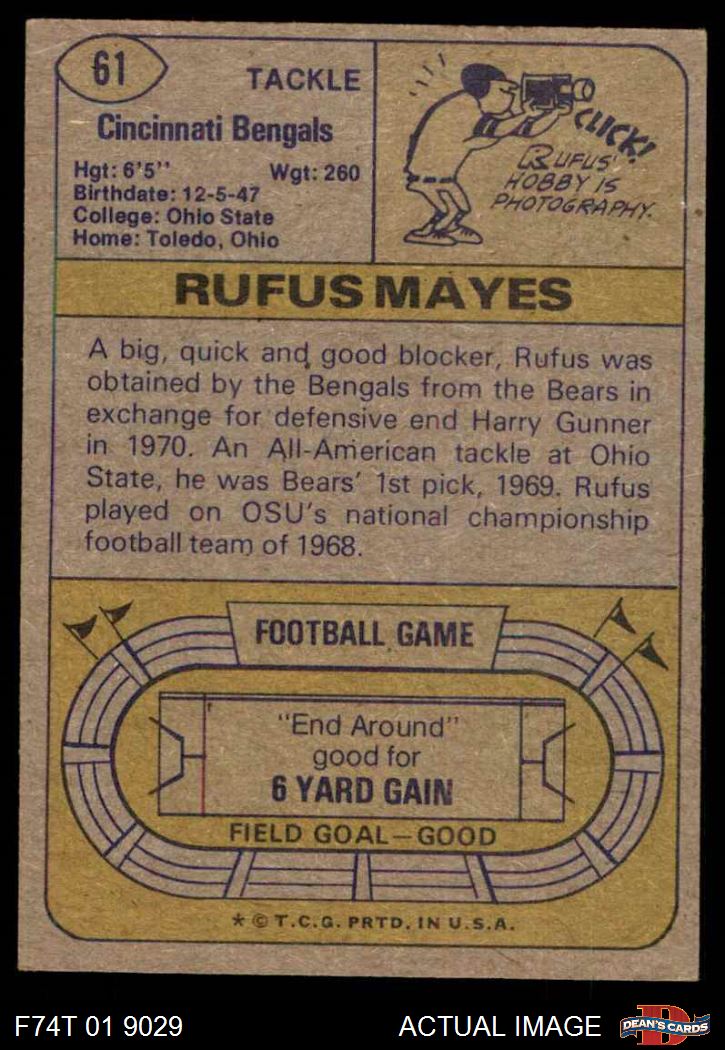 61
TACKLE
Cincinnati Bengals
Hgt: 6'5" Wgt: 260
Birthdate: 12-5-47
College: Ohio State
Home: Toledo, Ohio
CLICK!
RUFUS'
HOBBY IS
PHOTOGRAPHY.
RUFUS MAYES
A big, quick and good blocker, Rufus was
obtained by the Bengals from the Bears in
exchange for defensive end Harry Gunner
in 1970. An All-American tackle at Ohio
State, he was Bears' 1st pick, 1969. Rufus
played on OSU's national championship
football team of 1968.
FOOTBALL GAME
"End Around"
good for
6 YARD GAIN
FIELD GOAL—GOOD
* © T.C.G. PRTD. IN U.S.A.
F74T 01 9029
ACTUAL IMAGE
D
DEAN'S CARDS